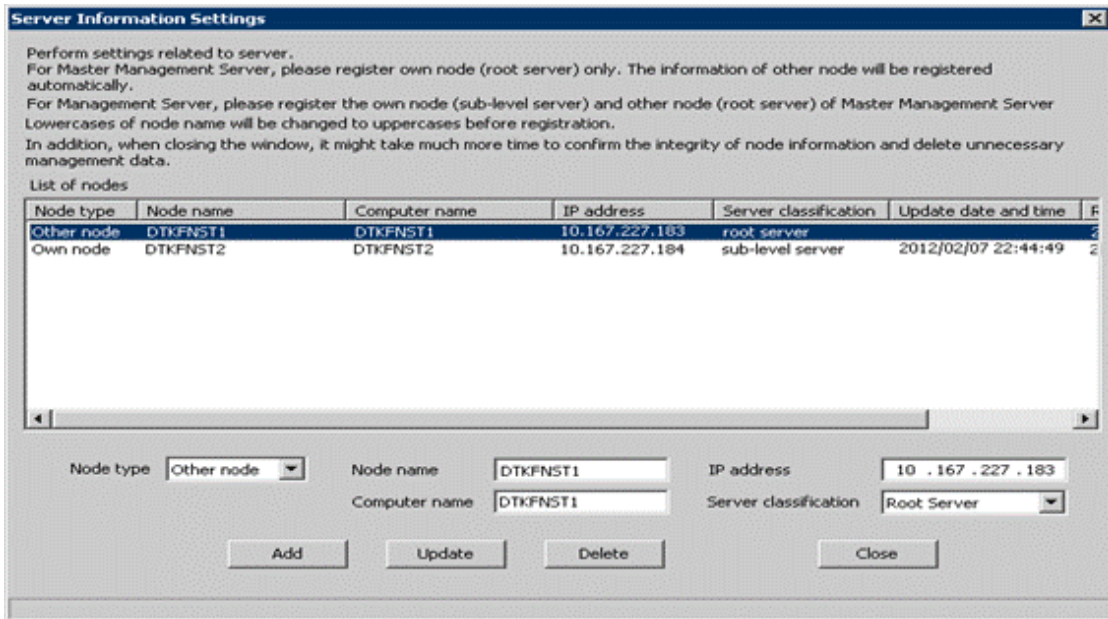 Server Information Settings
Perform settings related to server.
For Master Management Server, please register own node (root server) only. The information of other node will be registered
automatically.
For Management Server, please register the own node (sub-level server) and other node (root server) of Master Management Server
Lowercases of node name will be changed to uppercases before registration.
In addition, when closing the window, it might take much more time to confirm the integrity of node information and delete unnecessary
management data.
List of nodes
Node type Node name Computer name IP address Server classification Update date and time
Other node DTKFNST1 DTKFNST1 10.167.227.183 root server 2
Own node DTKFNST2 DTKFNST2 10.167.227.184 sub-level server 2012/02/07 22:44:49 2
Node type Other node Node name DTKFNST1 IP address 10 .167 .227 .183
Computer name DTKFNST1 Server classification Root Server
Add Update Delete Close